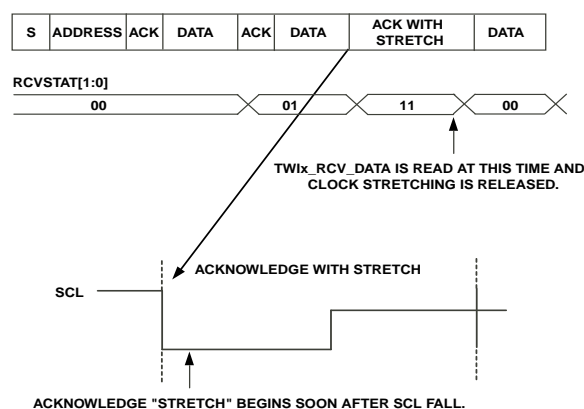 S ADDRESS ACK DATA ACK DATA ACK WITH STRETCH DATA
RCVSTAT[1:0]
00 01 11 00
TWIx_RCV_DATA IS READ AT THIS TIME AND
CLOCK STRETCHING IS RELEASED.
ACKNOWLEDGE WITH STRETCH
SCL
ACKNOWLEDGE "STRETCH" BEGINS SOON AFTER SCL FALL.